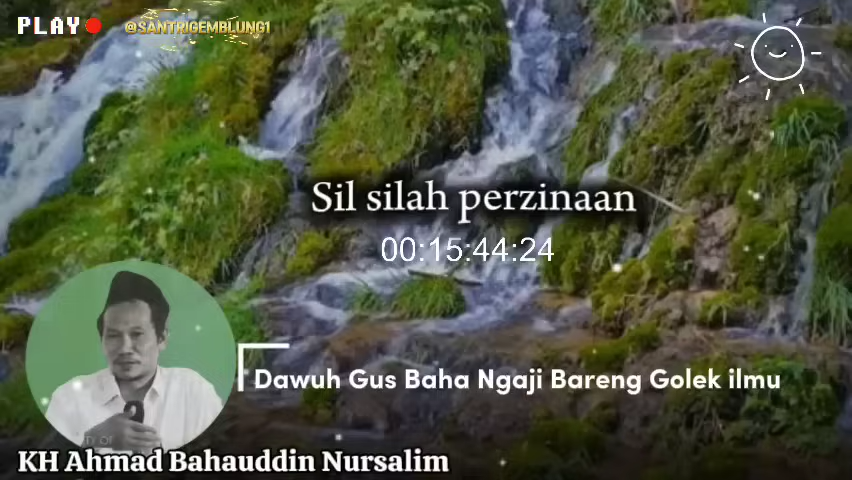 PLAY
@SANTRIGEMBLUNG1
Sil silah perzinaan
00:15:44:24
Dawuh Gus Baha Ngaji Bareng Golek ilmu
KH Ahmad Bahauddin Nursalim